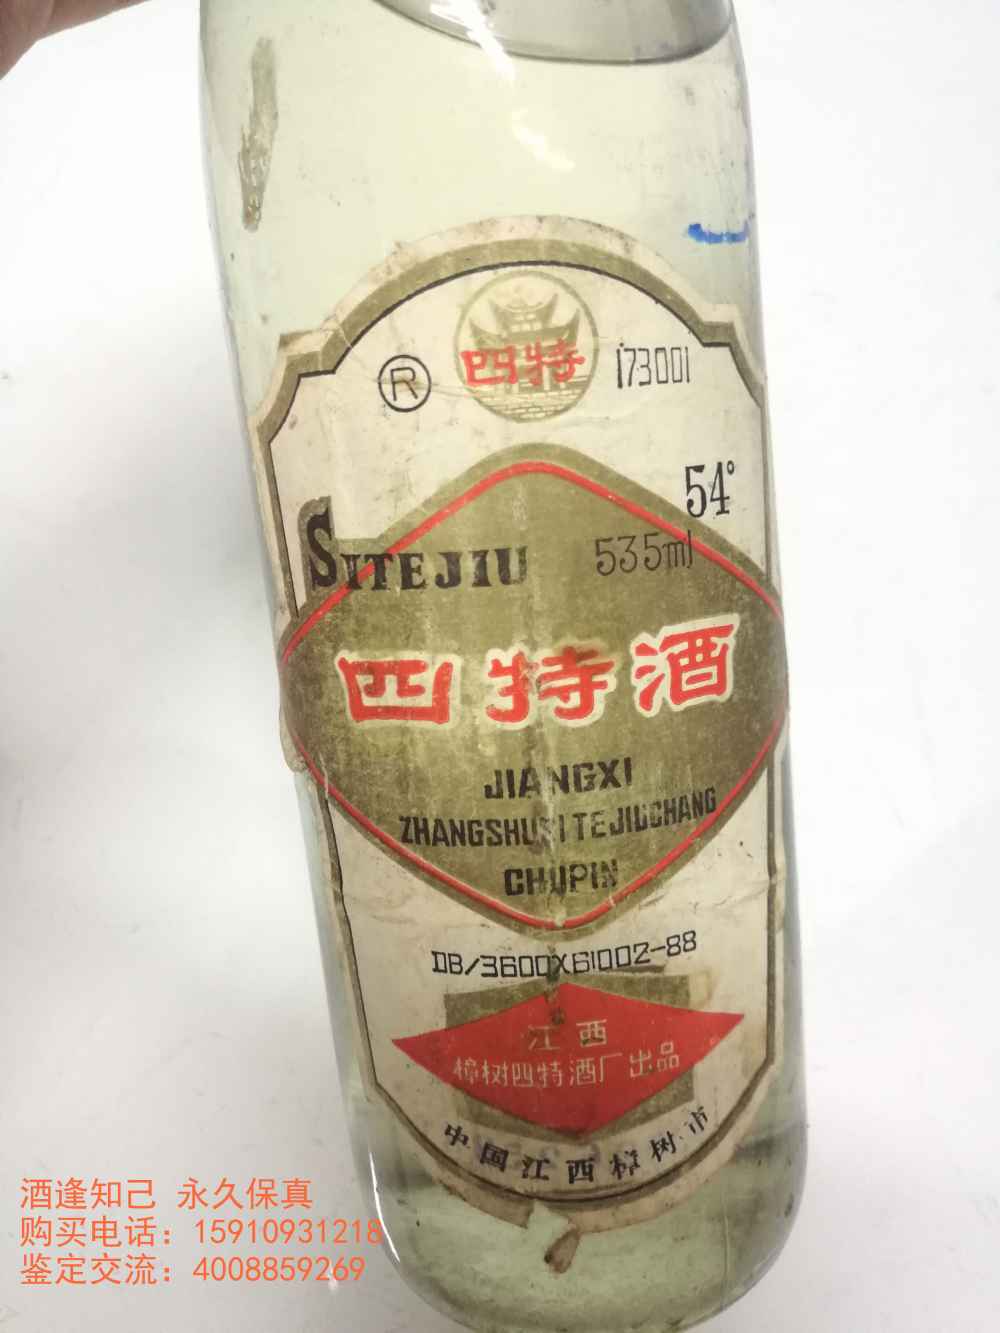 ® 四特 173001
54°
SITEJIU 535ml
四特酒
JIANGXI
ZHANGSHUSITEJIUCHANG
CHUPIN
DB/3600X61002-88
江西
樟树四特酒厂出品
中国江西樟树市
酒逢知己 永久保真
购买电话：15910931218
鉴定交流：4008859269